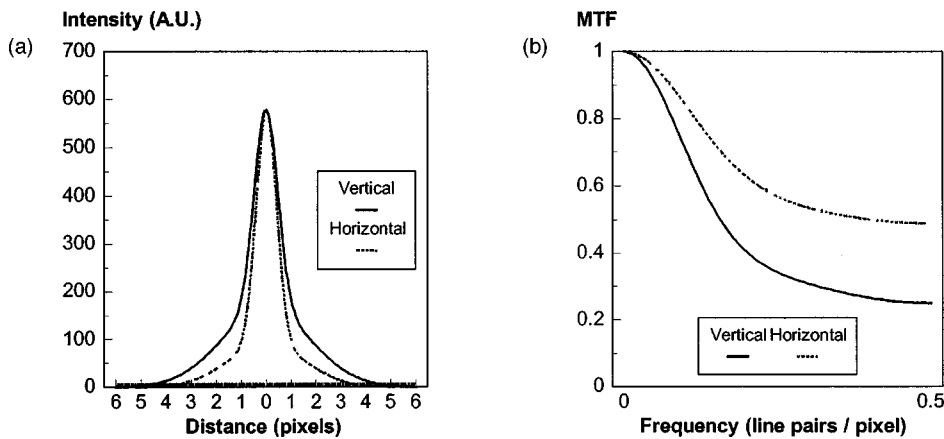 (a)
Intensity (A.U.)
700
600
500
400
300
200
100
0
6 5 4 3 2 1 0 1 2 3 4 5 6
Distance (pixels)
Vertical
Horizontal
(b)
MTF
1
0.8
0.6
0.4
0.2
0
0 0.5
Frequency (line pairs / pixel)
Vertical Horizontal